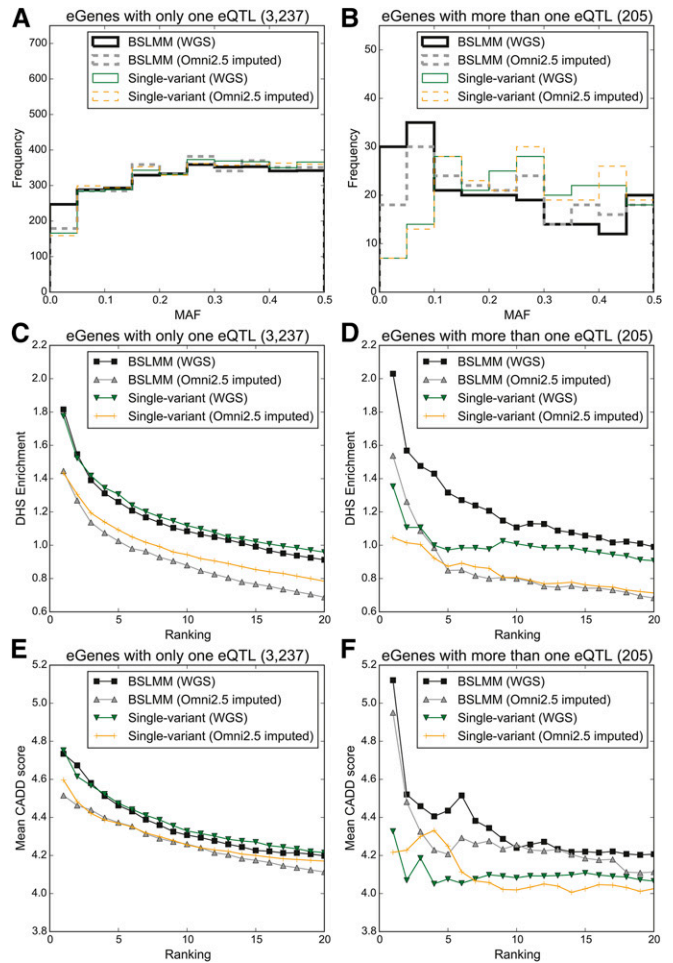 A eGenes with only one eQTL (3,237)
BSLMM (WGS)
BSLMM (Omni2.5 imputed)
Single-variant (WGS)
Single-variant (Omni2.5 imputed)
Frequency
700
600
500
400
300
200
100
0
0.0 0.1 0.2 0.3 0.4 0.5
MAF
B eGenes with more than one eQTL (205)
BSLMM (WGS)
BSLMM (Omni2.5 imputed)
Single-variant (WGS)
Single-variant (Omni2.5 imputed)
Frequency
50
40
30
20
10
0
0.0 0.1 0.2 0.3 0.4 0.5
MAF
C eGenes with only one eQTL (3,237)
BSLMM (WGS)
BSLMM (Omni2.5 imputed)
Single-variant (WGS)
Single-variant (Omni2.5 imputed)
DHS Enrichment
2.2
2.0
1.8
1.6
1.4
1.2
1.0
0.8
0.6
0 5 10 15 20
Ranking
D eGenes with more than one eQTL (205)
BSLMM (WGS)
BSLMM (Omni2.5 imputed)
Single-variant (WGS)
Single-variant (Omni2.5 imputed)
DHS Enrichment
2.2
2.0
1.8
1.6
1.4
1.2
1.0
0.8
0.6
0 5 10 15 20
Ranking
E eGenes with only one eQTL (3,237)
BSLMM (WGS)
BSLMM (Omni2.5 imputed)
Single-variant (WGS)
Single-variant (Omni2.5 imputed)
Mean CADD score
5.2
5.0
4.8
4.6
4.4
4.2
4.0
3.8
0 5 10 15 20
Ranking
F eGenes with more than one eQTL (205)
BSLMM (WGS)
BSLMM (Omni2.5 imputed)
Single-variant (WGS)
Single-variant (Omni2.5 imputed)
Mean CADD score
5.2
5.0
4.8
4.6
4.4
4.2
4.0
3.8
0 5 10 15 20
Ranking